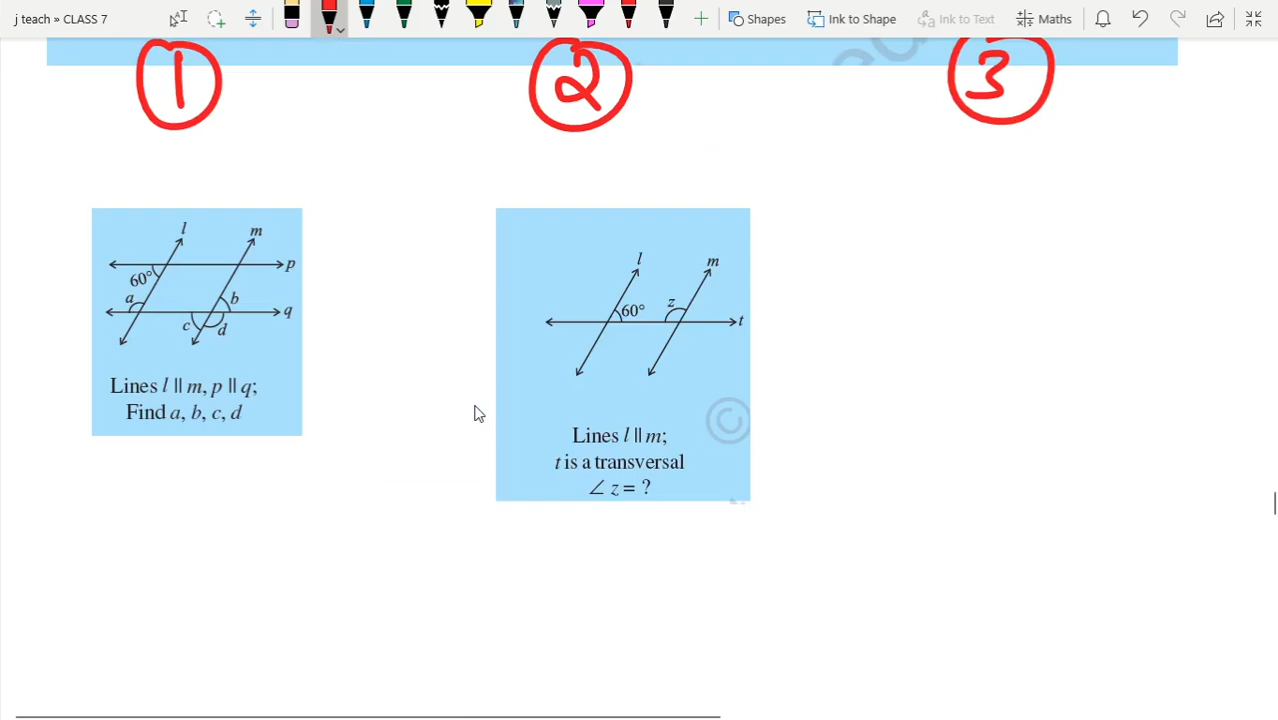 j teach » CLASS 7
Shapes
Ink to Shape
Ink to Text
Maths
ed
1
2
3
l
m
p
60°
a
b
q
c
d
Lines l || m, p || q;
Find a, b, c, d
l
m
60°
z
t
©
Lines l || m;
t is a transversal
∠ z = ?